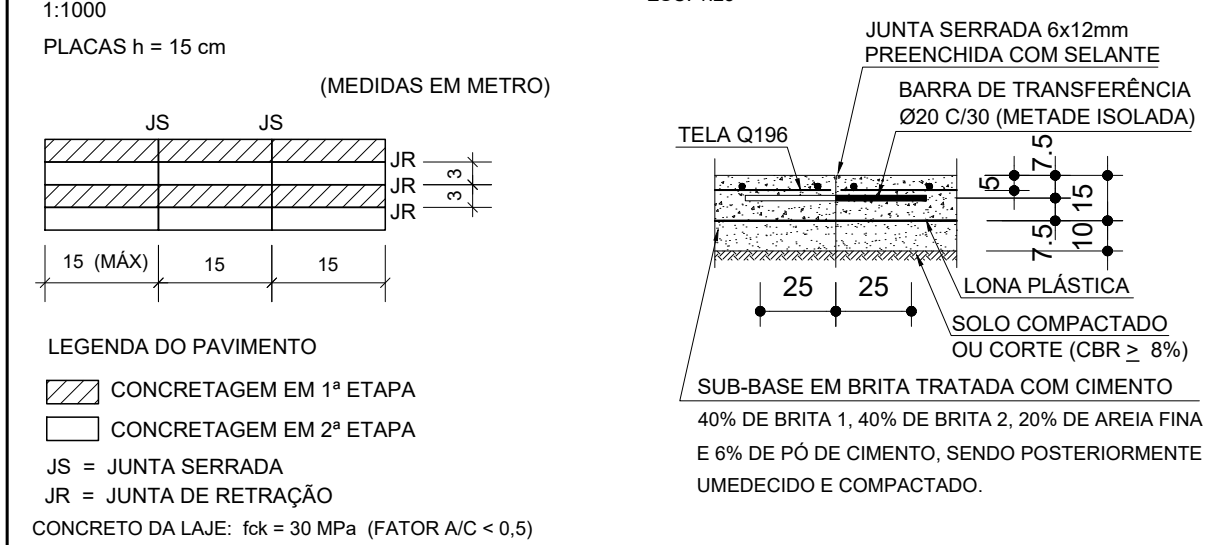 1:1000
PLACAS h = 15 cm
(MEDIDAS EM METRO)
JS JS
JR
JR
JR
3
3
15 (MÁX) 15 15
LEGENDA DO PAVIMENTO
CONCRETAGEM EM 1ª ETAPA
CONCRETAGEM EM 2ª ETAPA
JS = JUNTA SERRADA
JR = JUNTA DE RETRAÇÃO
CONCRETO DA LAJE: fck = 30 MPa (FATOR A/C < 0,5)
JUNTA SERRADA 6x12mm
PREENCHIDA COM SELANTE
BARRA DE TRANSFERÊNCIA
Ø20 C/30 (METADE ISOLADA)
TELA Q196
5
7.5
7.5
15
10
25 25
LONA PLÁSTICA
SOLO COMPACTADO
OU CORTE (CBR ≥ 8%)
SUB-BASE EM BRITA TRATADA COM CIMENTO
40% DE BRITA 1, 40% DE BRITA 2, 20% DE AREIA FINA
E 6% DE PÓ DE CIMENTO, SENDO POSTERIORMENTE
UMEDECIDO E COMPACTADO.